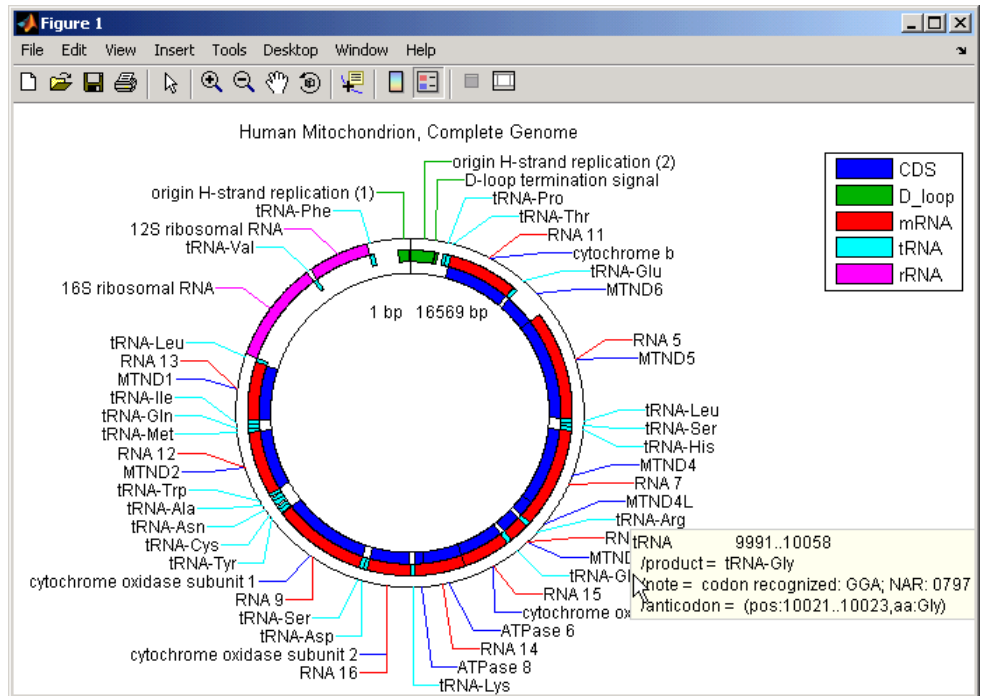 Figure 1
File Edit View Insert Tools Desktop Window Help
Human Mitochondrion, Complete Genome
origin H-strand replication (2)
D-loop termination signal
tRNA-Pro
tRNA-Thr
RNA 11
cytochrome b
tRNA-Glu
MTND6
RNA 5
MTND5
tRNA-Leu
tRNA-Ser
tRNA-His
MTND4
RNA 7
MTND4L
tRNA-Arg
RN
MTND
tRNA-Gl
RNA 15
cytochrome ox
ATPase 6
RNA 14
ATPase 8
tRNA-Lys
origin H-strand replication (1)
tRNA-Phe
12S ribosomal RNA
tRNA-Val
16S ribosomal RNA
tRNA-Leu
RNA 13
MTND1
tRNA-Ile
tRNA-Gln
tRNA-Met
RNA 12
MTND2
tRNA-Trp
tRNA-Ala
tRNA-Asn
tRNA-Cys
tRNA-Tyr
cytochrome oxidase subunit 1
RNA 9
tRNA-Ser
tRNA-Asp
cytochrome oxidase subunit 2
RNA 16
1 bp 16569 bp
CDS
D_loop
mRNA
tRNA
rRNA
tRNA 9991..10058
/product = tRNA-Gly
/note = codon recognized: GGA; NAR: 0797
/anticodon = (pos:10021..10023,aa:Gly)